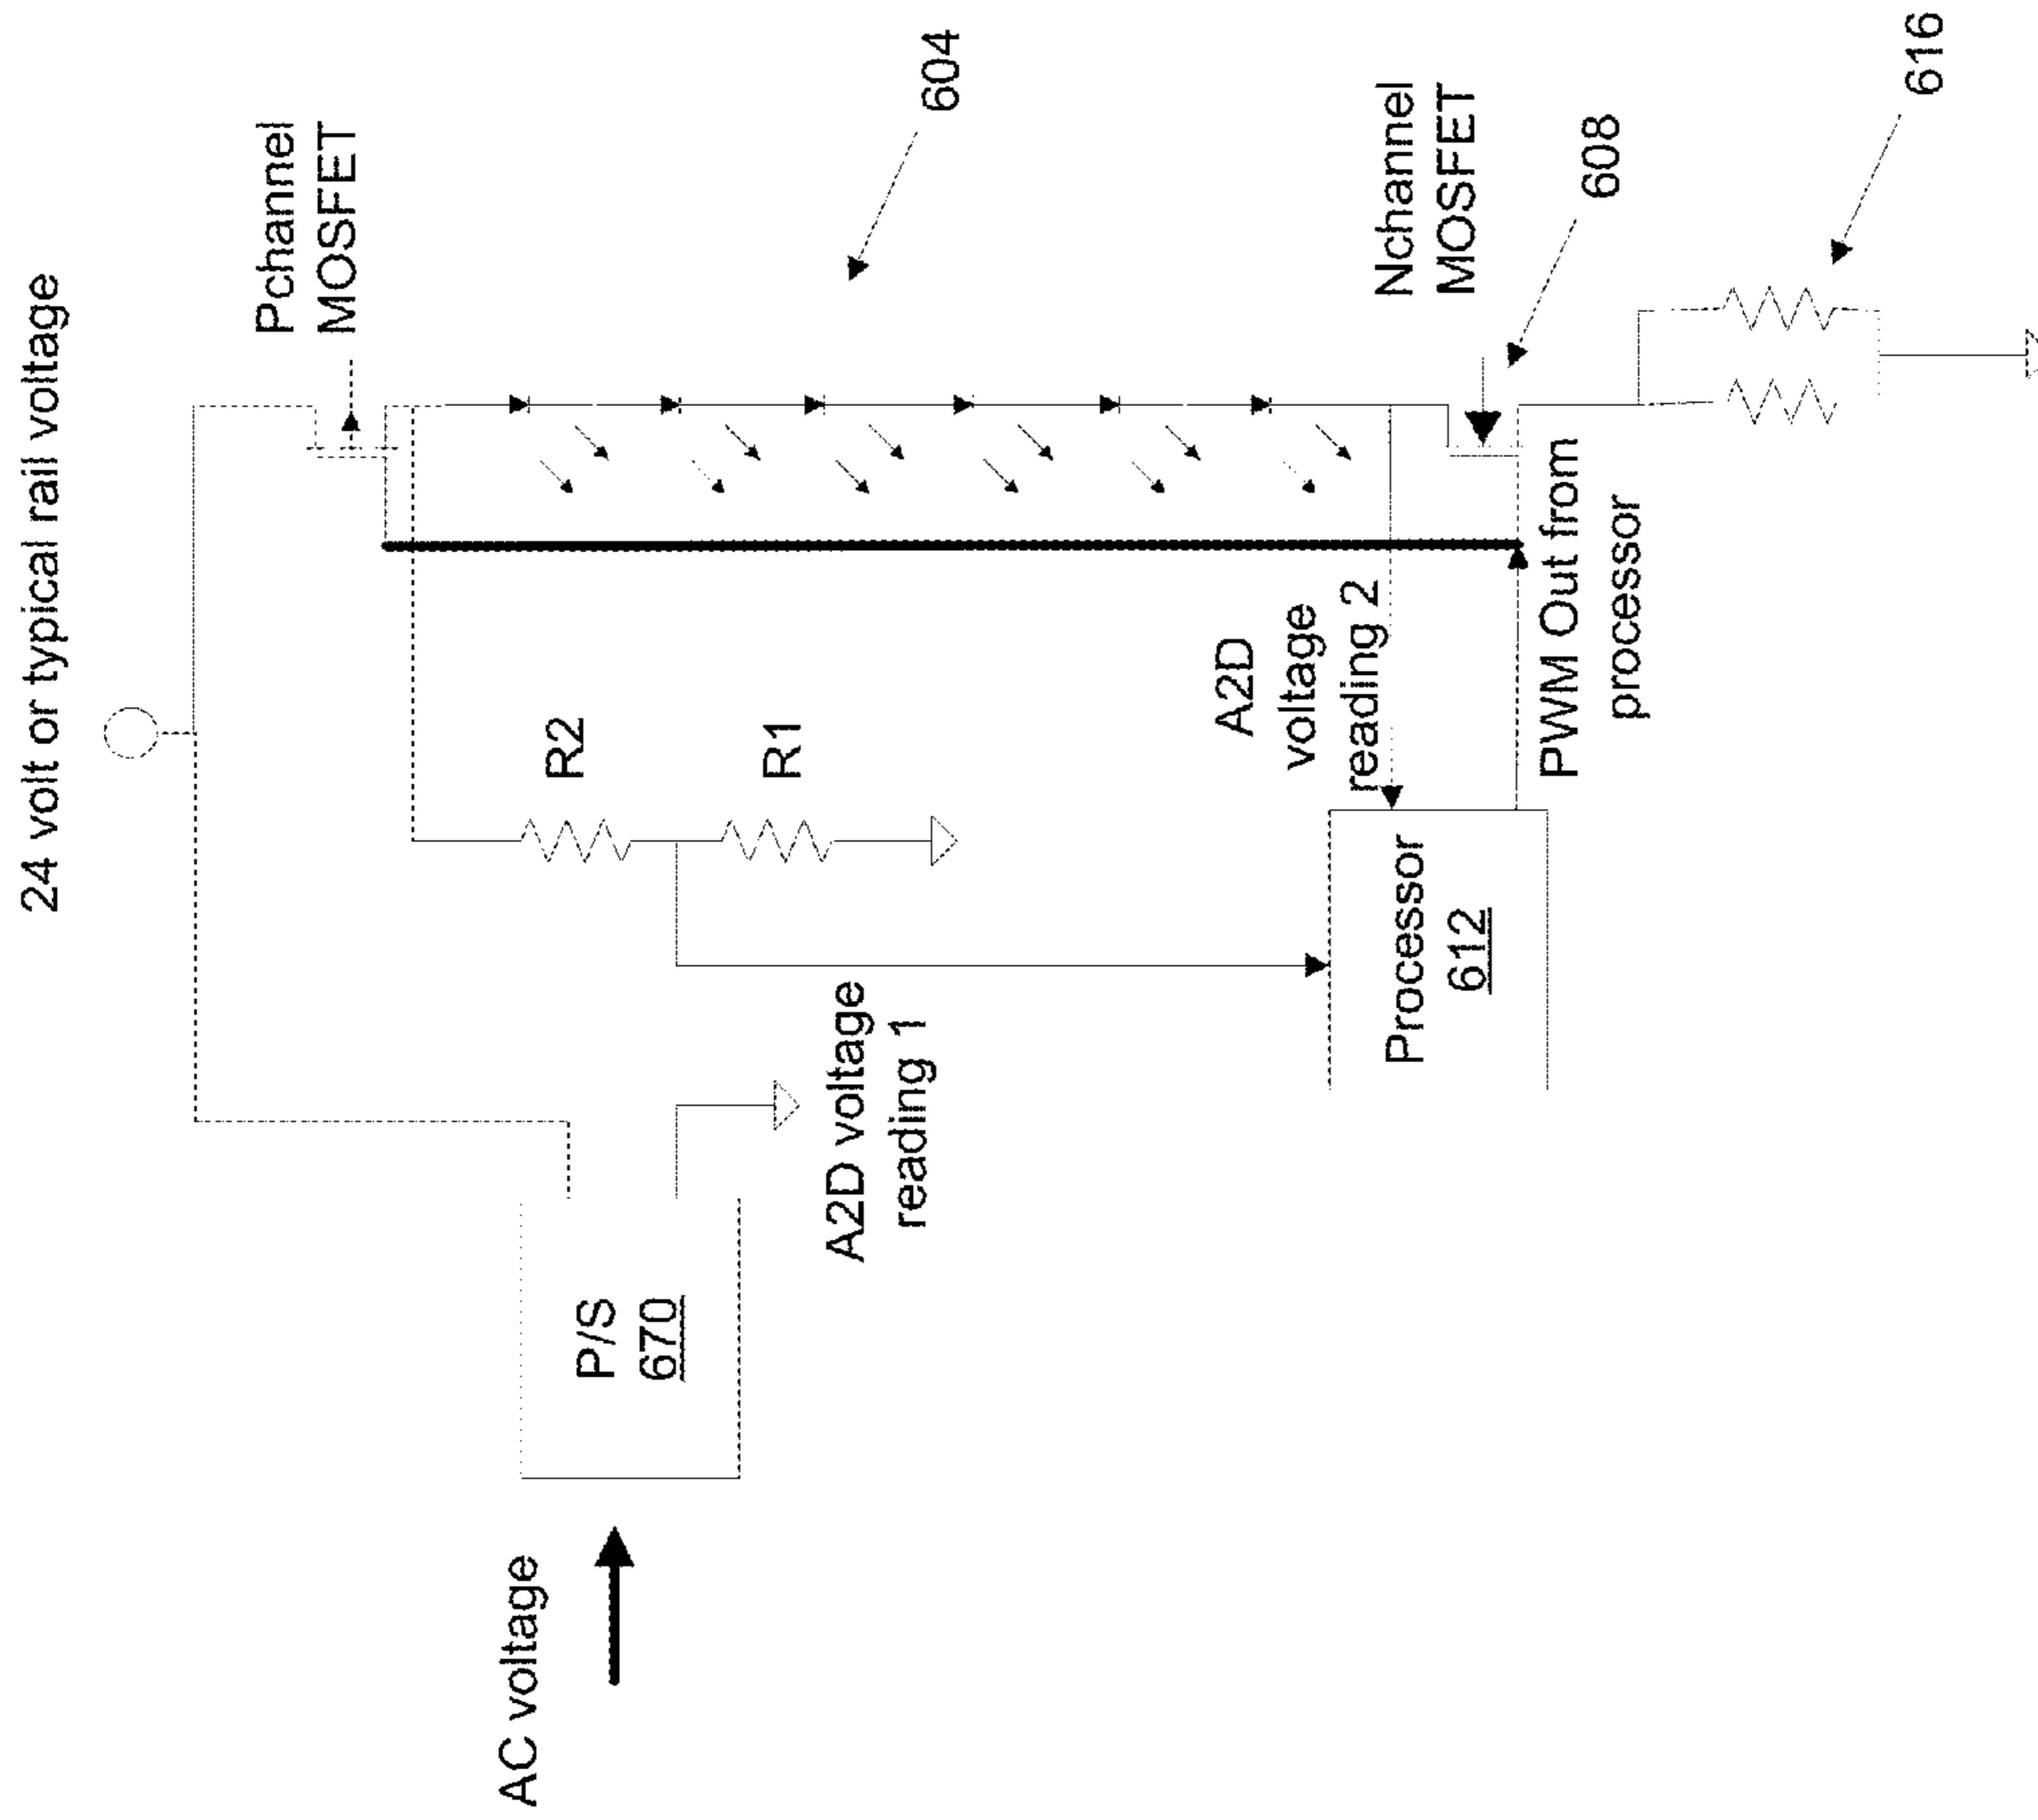 24 volt or typical rail voltage
Pchannel
MOSFET
604
R2
R1
AC voltage
P/S
670
A2D voltage
reading 1
A2D
voltage
reading 2
Processor
612
Nchannel
MOSFET
608
PWM Out from
processor
616